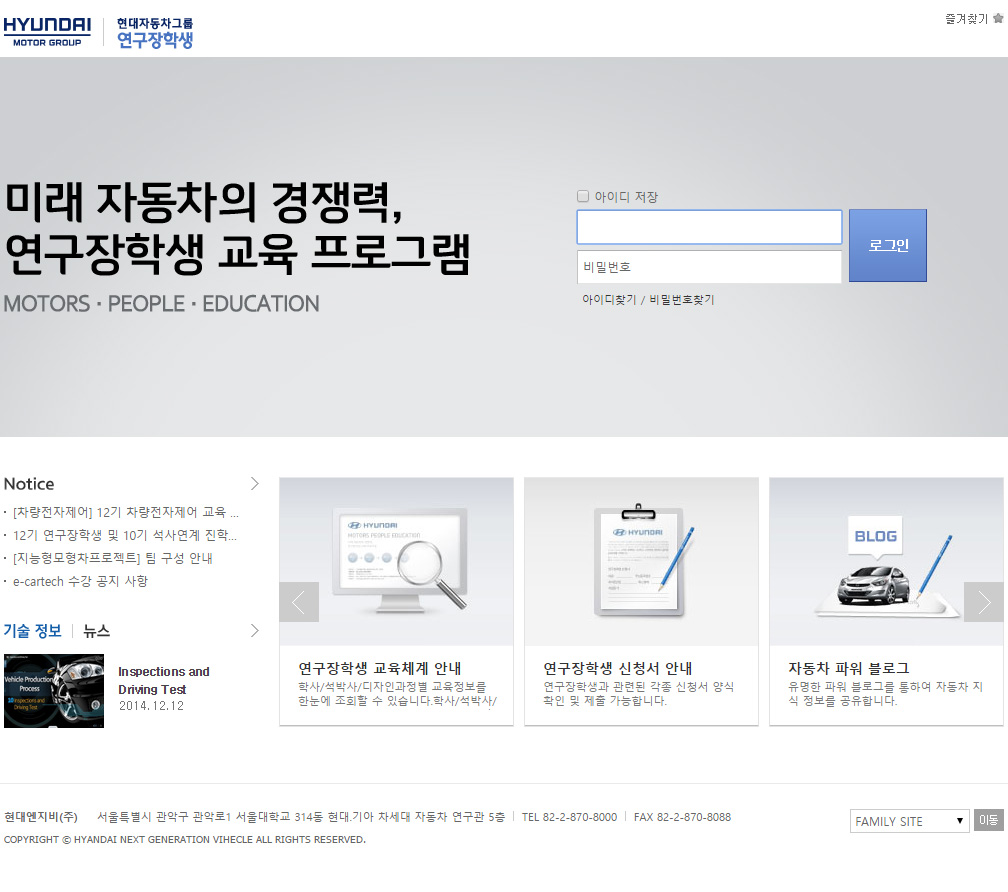 HYUNDAI
MOTOR GROUP
현대자동차그룹
연구장학생
즐겨찾기
미래 자동차의 경쟁력,
연구장학생 교육 프로그램
MOTORS · PEOPLE · EDUCATION
아이디 저장
비밀번호
로그인
아이디찾기 / 비밀번호찾기
Notice
· [차량전자제어] 12기 차량전자제어 교육 ...
· 12기 연구장학생 및 10기 석사연계 진학...
· [지능형모형차프로젝트] 팀 구성 안내
· e-cartech 수강 공지 사항
기술 정보 | 뉴스
Vehicle Production
Process
3D Inspections and
Driving Test
Inspections and
Driving Test
2014.12.12
HYUNDAI
MOTORS PEOPLE EDUCATION
연구장학생 교육체계 안내
학사/석박사/디자인과정별 교육정보를
한눈에 조회할 수 있습니다.학사/석박사/
HYUNDAI
연구장학생 신청서 안내
연구장학생과 관련된 각종 신청서 양식
확인 및 제출 가능합니다.
BLOG
자동차 파워 블로그
유명한 파워 블로그를 통하여 자동차 지
식 정보를 공유합니다.
현대엔지비(주) 서울특별시 관악구 관악로1 서울대학교 314동 현대.기아 차세대 자동차 연구관 5층 | TEL 82-2-870-8000 | FAX 82-2-870-8088
COPYRIGHT © HYANDAI NEXT GENERATION VIHECLE ALL RIGHTS RESERVED.
FAMILY SITE
이동